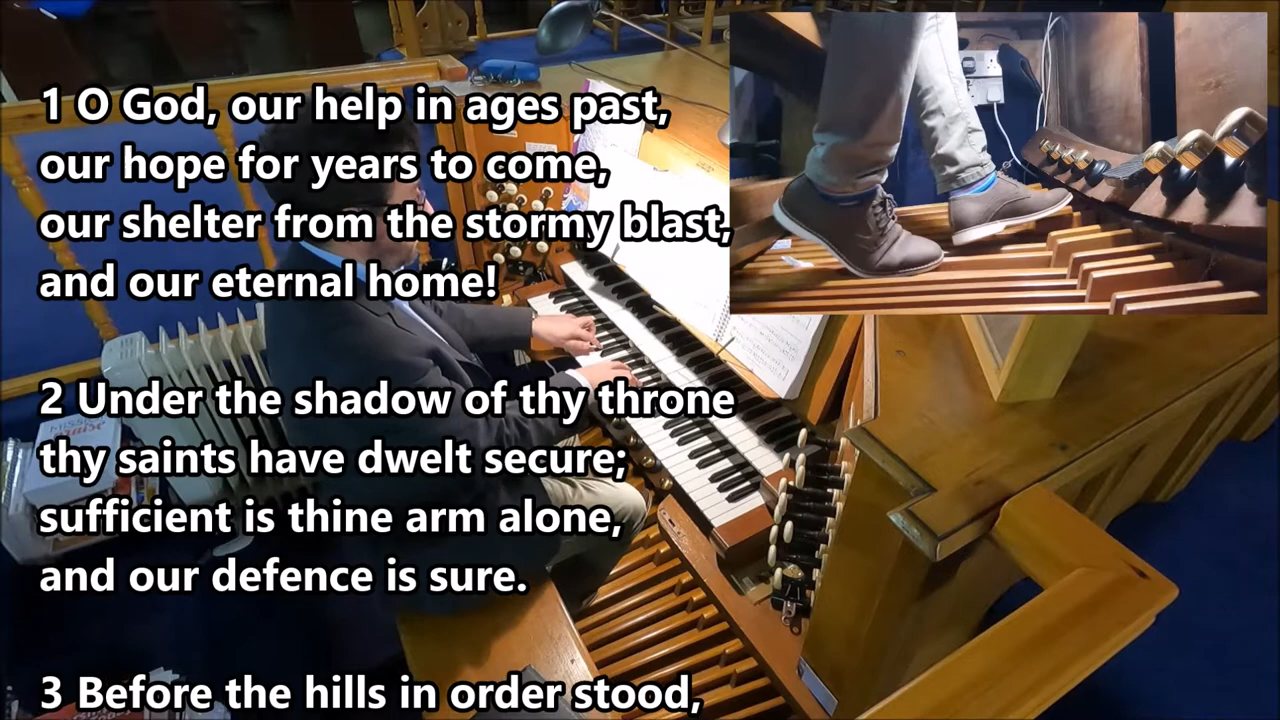 1 O God, our help in ages past,
our hope for years to come,
our shelter from the stormy blast,
and our eternal home!
2 Under the shadow of thy throne
thy saints have dwelt secure;
sufficient is thine arm alone,
and our defence is sure.
3 Before the hills in order stood,
MISSION
praise